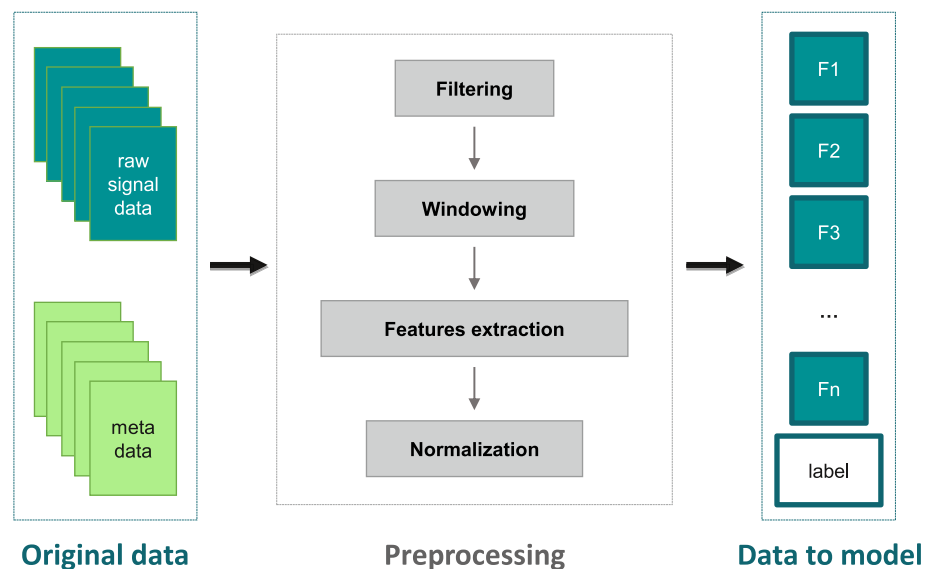 raw
signal
data
meta
data
Original data
Filtering
Windowing
Features extraction
Normalization
Preprocessing
F1
F2
F3
...
Fn
label
Data to model